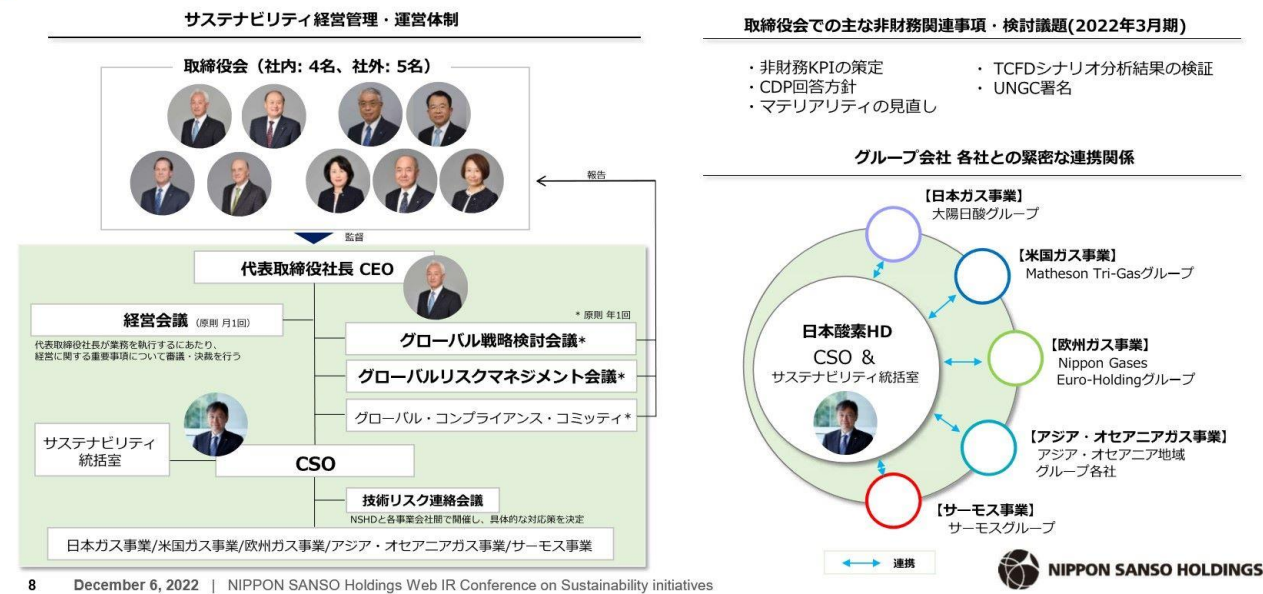 サステナビリティ経営管理・運営体制
取締役会（社内: 4名、社外: 5名）
報告
監督
代表取締役社長 CEO
経営会議（原則 月1回）
代表取締役社長が業務を執行するにあたり、
経営に関する重要事項について審議・決裁を行う
* 原則 年1回
グローバル戦略検討会議*
グローバルリスクマネジメント会議*
グローバル・コンプライアンス・コミッティ*
サステナビリティ
統括室
CSO
技術リスク連絡会議
NSHDと各事業会社間で開催し、具体的な対応策を決定
日本ガス事業/米国ガス事業/欧州ガス事業/アジア・オセアニアガス事業/サーモス事業
取締役会での主な非財務関連事項・検討議題(2022年3月期)
・非財務KPIの策定
・CDP回答方針
・マテリアリティの見直し
・TCFDシナリオ分析結果の検証
・UNGC署名
グループ会社 各社との緊密な連携関係
【日本ガス事業】
大陽日酸グループ
【米国ガス事業】
Matheson Tri-Gasグループ
【欧州ガス事業】
Nippon Gases
Euro-Holdingグループ
【アジア・オセアニアガス事業】
アジア・オセアニア地域
グループ各社
【サーモス事業】
サーモスグループ
日本酸素HD
CSO &
サステナビリティ統括室
連携
8 December 6, 2022 | NIPPON SANSO Holdings Web IR Conference on Sustainability initiatives
NIPPON SANSO HOLDINGS